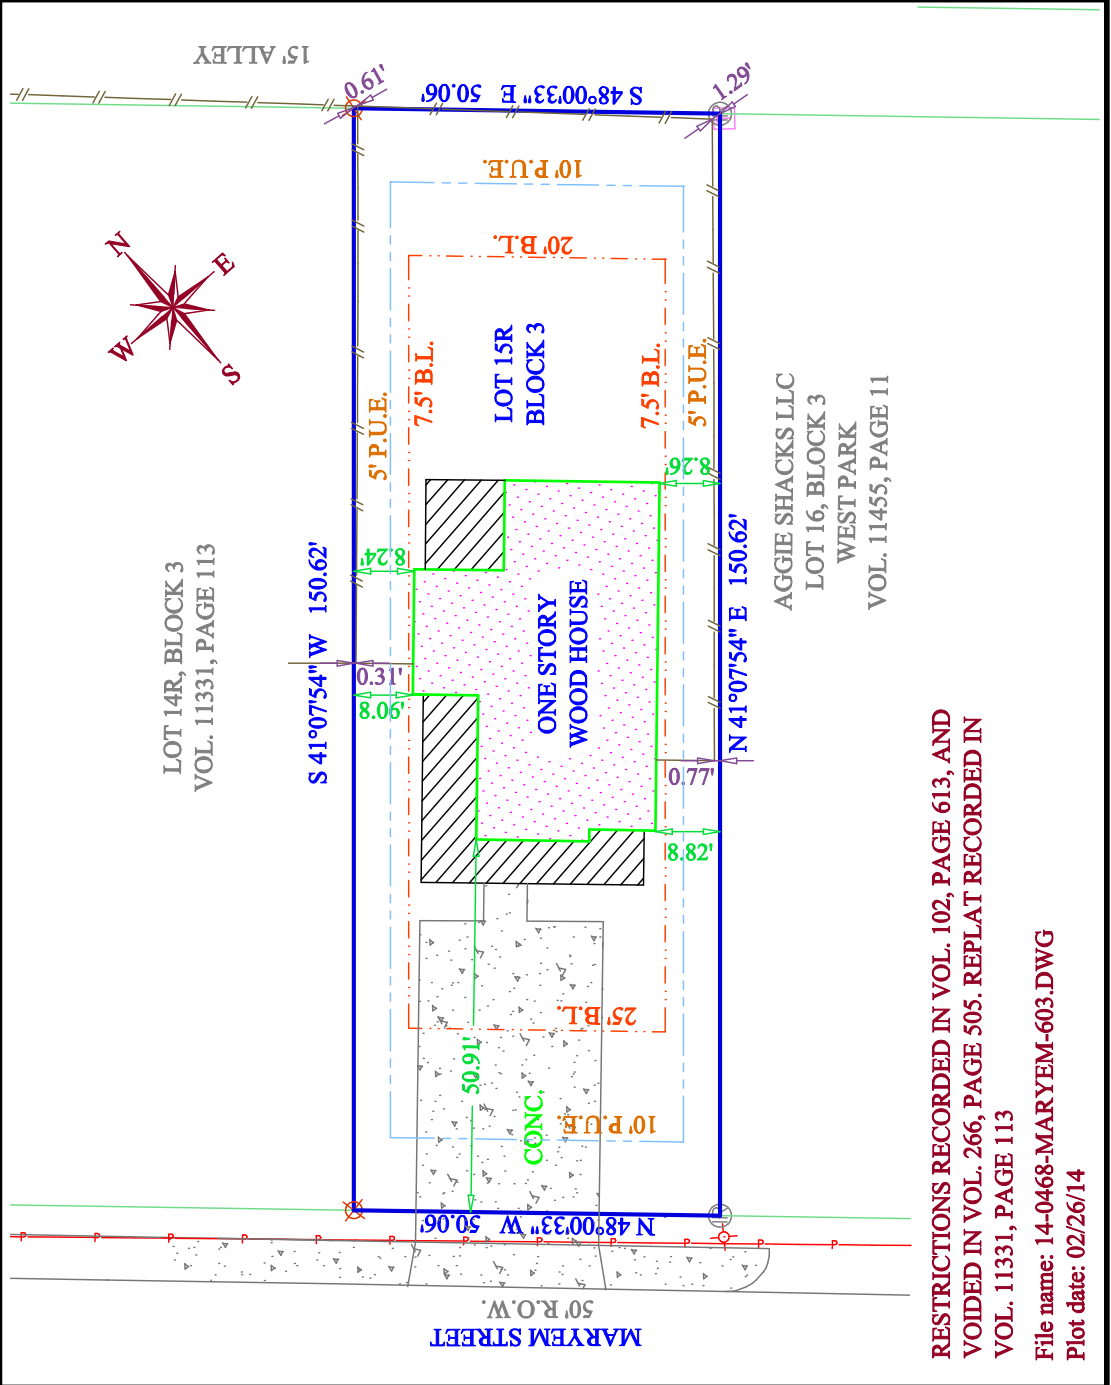 15' ALLEY
0.61'
S 48°00'33" E 50.06'
1.29'
10' P.U.E.
20' B.L.
N
E
W
S
7.5' B.L.
LOT 15R
BLOCK 3
7.5' B.L.
5' P.U.E.
5' P.U.E.
AGGIE SHACKS LLC
LOT 16, BLOCK 3
WEST PARK
VOL. 11455, PAGE 11
8.26'
8.24'
LOT 14R, BLOCK 3
VOL. 11331, PAGE 113
S 41°07'54" W 150.62'
N 41°07'54" E 150.62'
ONE STORY
WOOD HOUSE
0.31'
8.06'
0.77'
8.82'
25' B.L.
50.91'
CONC.
10' P.U.E.
N 48°00'33" W 50.06'
P P P P P P P P P P P
50' R.O.W.
MARYEM STREET
RESTRICTIONS RECORDED IN VOL. 102, PAGE 613, AND
VOIDED IN VOL. 266, PAGE 505. REPLAT RECORDED IN
VOL. 11331, PAGE 113
File name: 14-0468-MARYEM-603.DWG
Plot date: 02/26/14